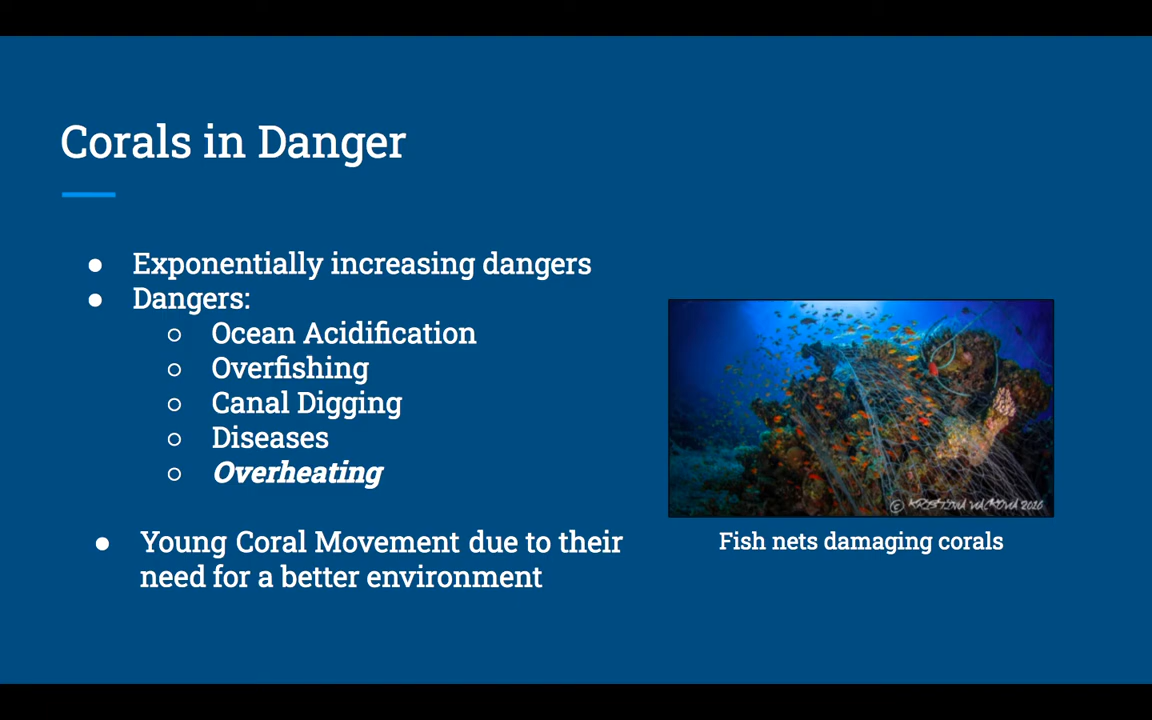 Corals in Danger
● Exponentially increasing dangers
● Dangers:
○ Ocean Acidification
○ Overfishing
○ Canal Digging
○ Diseases
○ Overheating
● Young Coral Movement due to their
need for a better environment
© 2016
Fish nets damaging corals